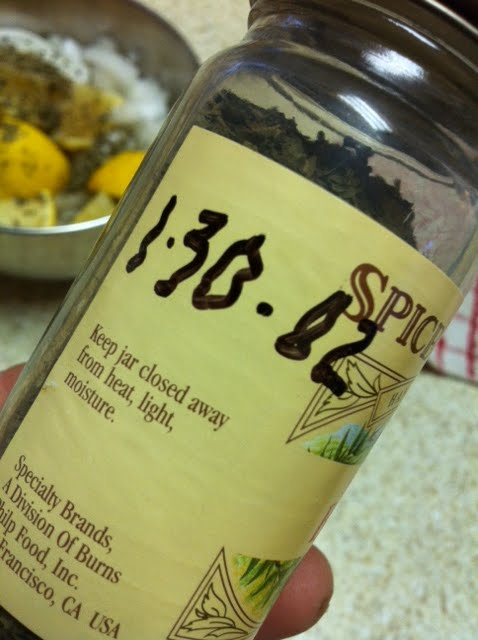 1.30.02
SPIC
Keep jar closed away
from heat, light,
moisture.
Specialty Brands,
A Division Of Burns
Philp Food, Inc.
Francisco, CA USA